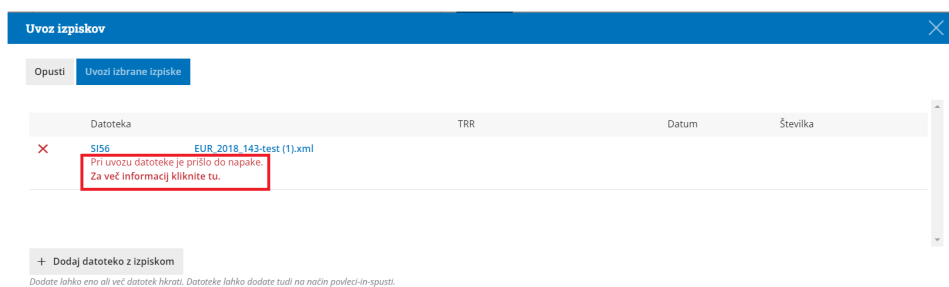 Uvoz izpiskov
Opusti Uvozi izbrane izpiske
Datoteka TRR Datum Številka
SI56 EUR_2018_143-test (1).xml
Pri uvozu datoteke je prišlo do napake.
Za več informacij kliknite tu.
+ Dodaj datoteko z izpiskom
Dodate lahko eno ali več datotek hkrati. Datoteke lahko dodate tudi na način povleci-in-spusti.